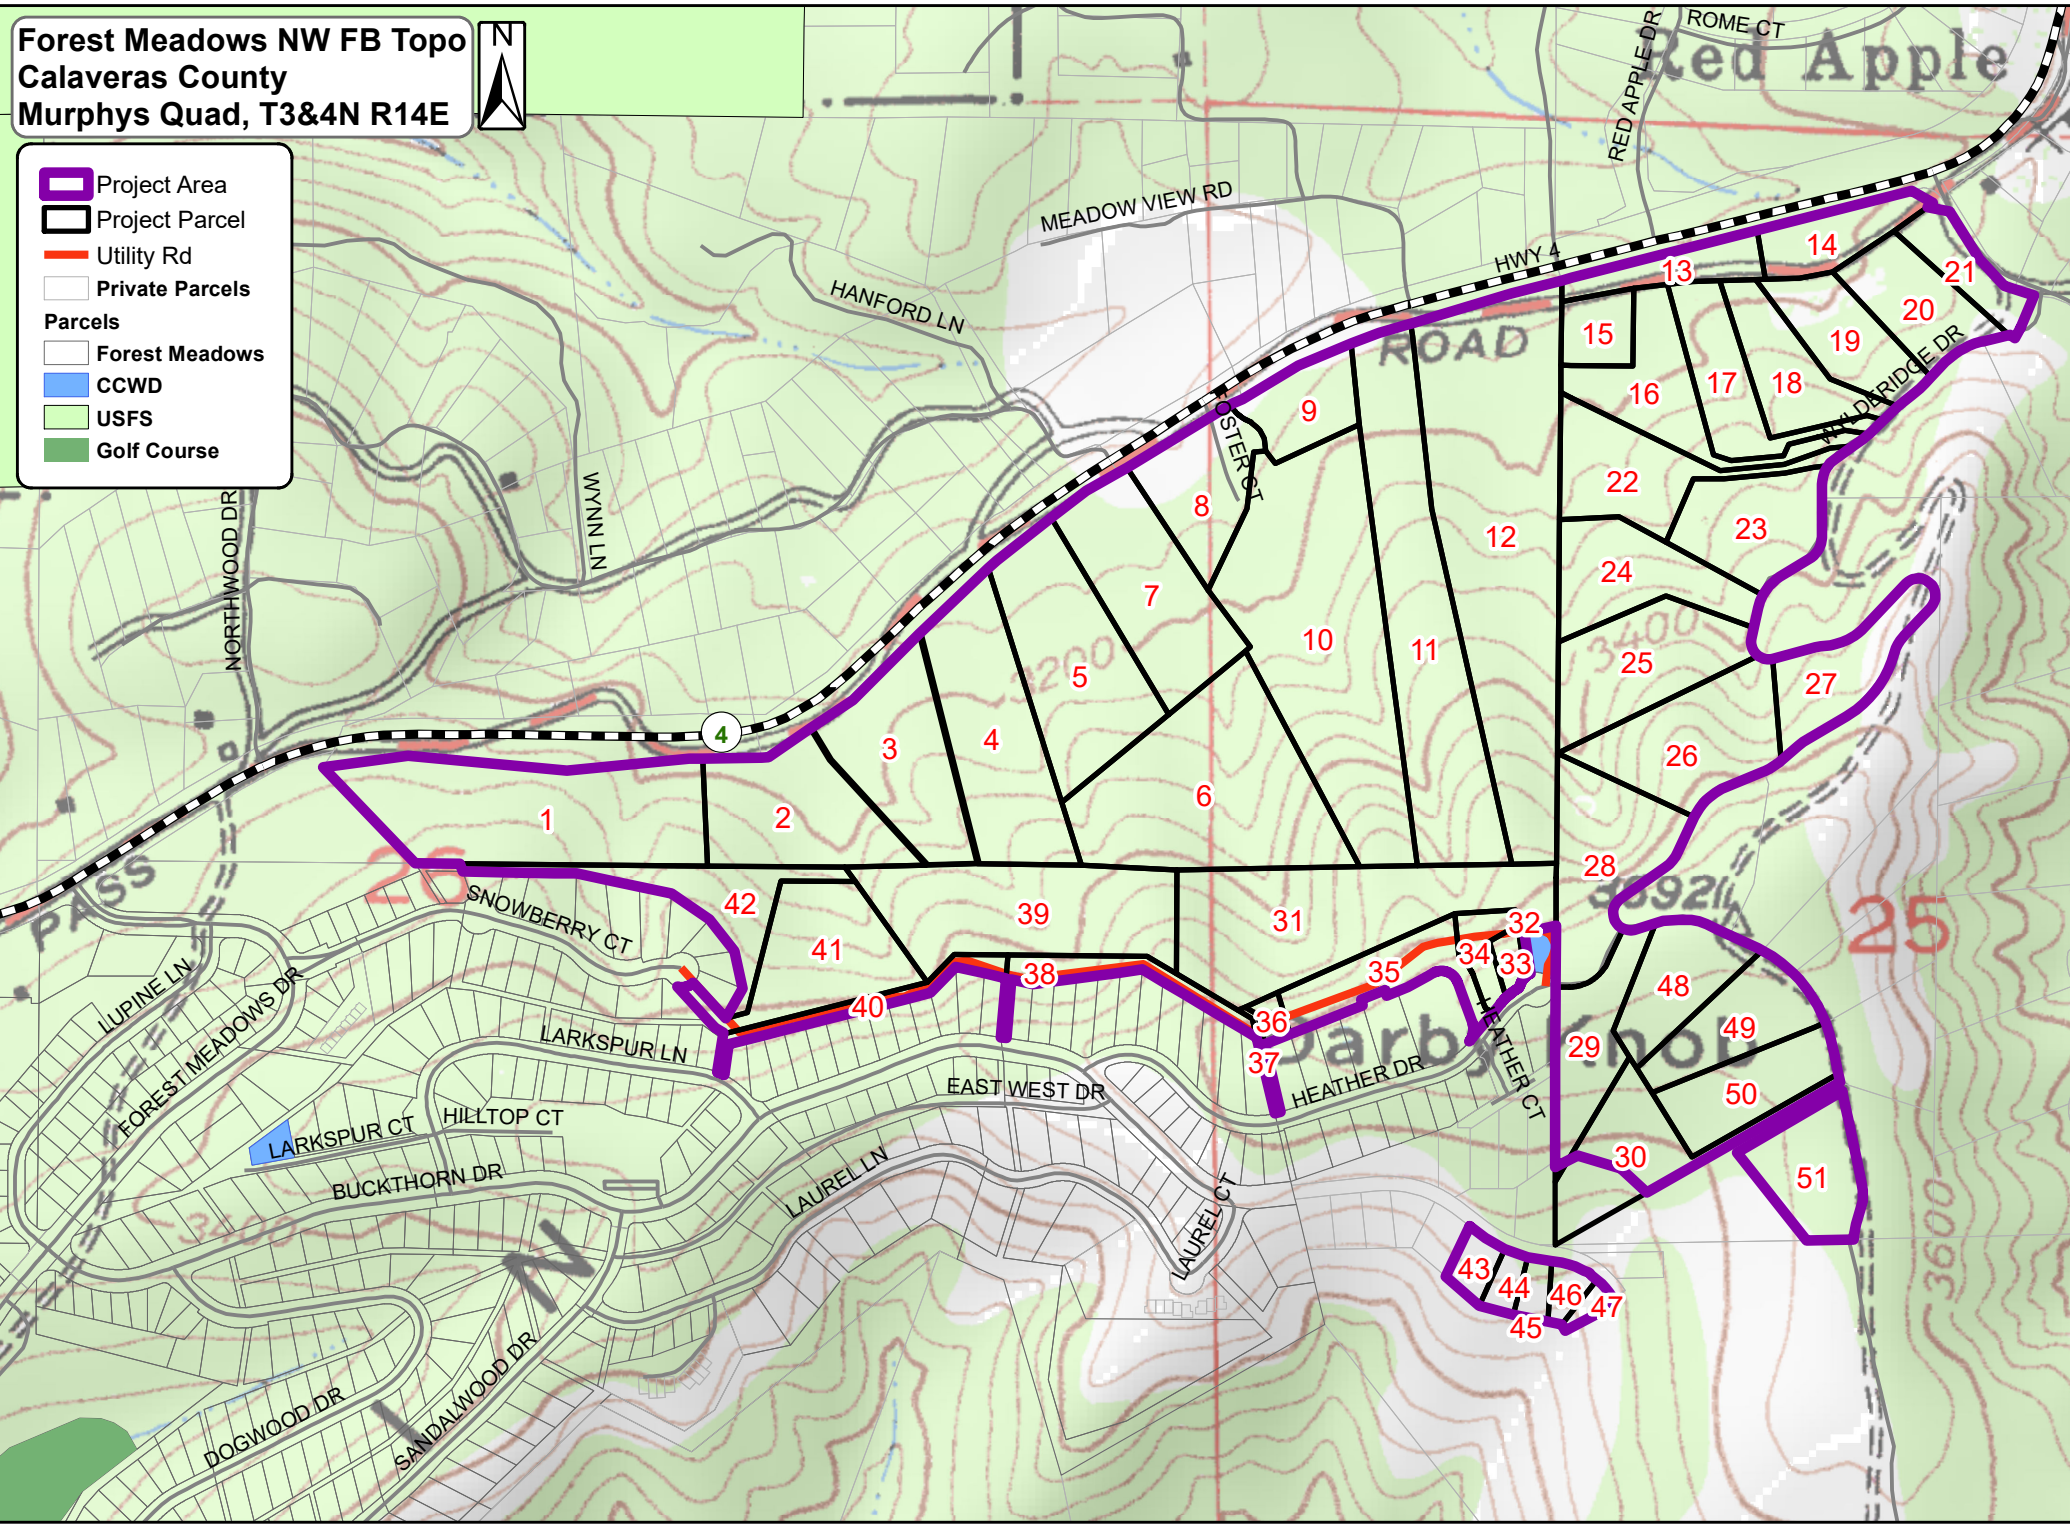 Forest Meadows NW FB Topo
Calaveras County
Murphys Quad, T3&4N R14E
N
Project Area
Project Parcel
Utility Rd
Private Parcels
Parcels
Forest Meadows
CCWD
USFS
Golf Course
ROME CT
RED APPLE DR
Red Apple
MEADOW VIEW RD
HWY 4
HANFORD LN
ROAD
FOSTER CT
WYLDERIDGE DR
WYNN LN
NORTHWOOD DR
4
PASS
26
25
SNOWBERRY CT
LUPINE LN
FOREST MEADOWS DR
LARKSPUR LN
LARKSPUR CT
HILLTOP CT
BUCKTHORN DR
EAST WEST DR
LAUREL LN
LAUREL CT
HEATHER DR
HEATHER CT
Darby Knob
DOGWOOD DR
SANDALWOOD DR
3400
3400
3600
1
2
3
4
5
6
7
8
9
10
11
12
13
14
15
16
17
18
19
20
21
22
23
24
25
26
27
28
29
30
31
32
33
34
35
36
37
38
39
40
41
42
43
44
45
46
47
48
49
50
51